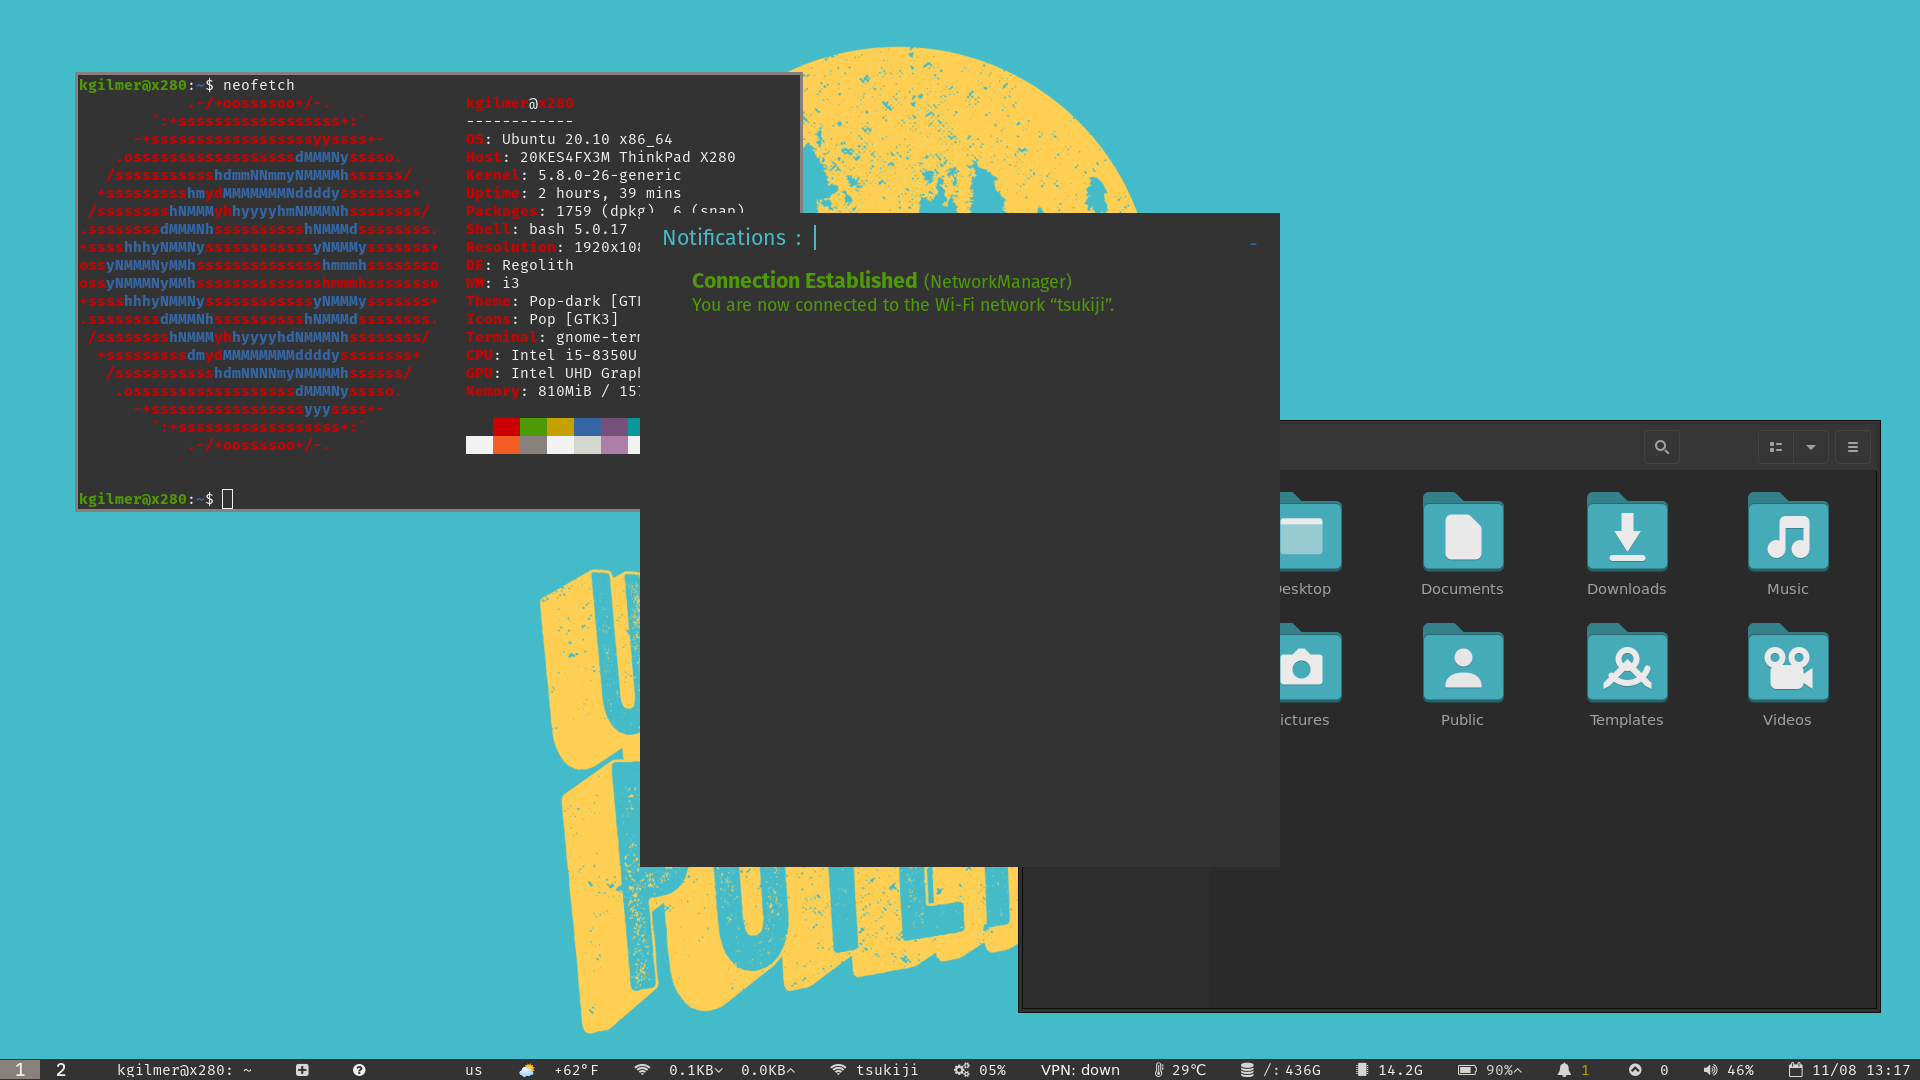 kgilmer@x280:~$ neofetch
.-/+oossssoo+/-.
`:+ssssssssssssssssss+:`
-+ssssssssssssssssssyyssss+-
.ossssssssssssssssssdMMMNysssso.
/ssssssssssshdmmNNmmyNMMMMhssssss/
+ssssssssshmydMMMMMMMNddddyssssssss+
/sssssssshNMMMyhhyyyyhmNMMMNhssssssss/
.ssssssssdMMMNhsssssssssshNMMMdssssssss.
+sssshhhyNMMNyssssssssssssyNMMMysssssss+
ossyNMMMNyMMhsssssssssssssshmmmhssssssso
ossyNMMMNyMMhsssssssssssssshmmmhssssssso
+sssshhhyNMMNyssssssssssssyNMMMysssssss+
.ssssssssdMMMNhsssssssssshNMMMdssssssss.
/sssssssshNMMMyhhyyyyhdNMMMNhssssssss/
+sssssssssdmydMMMMMMMMddddyssssssss+
/ssssssssssshdmNNNNmyNMMMMhssssss/
.ossssssssssssssssssdMMMNysssso.
-+sssssssssssssssssyyyssss+-
`:+ssssssssssssssssss+:`
.-/+oossssoo+/-.
kgilmer@x280
------------
OS: Ubuntu 20.10 x86_64
Host: 20KES4FX3M ThinkPad X280
Kernel: 5.8.0-26-generic
Uptime: 2 hours, 39 mins
Packages: 1759 (dpkg), 6 (snap)
Shell: bash 5.0.17
Resolution: 1920x108
DE: Regolith
WM: i3
Theme: Pop-dark [GTK
Icons: Pop [GTK3]
Terminal: gnome-term
CPU: Intel i5-8350U
GPU: Intel UHD Graph
Memory: 810MiB / 15
kgilmer@x280:~$
Notifications :
Connection Established (NetworkManager)
You are now connected to the Wi-Fi network “tsukiji”.
esktop Documents Downloads Music
ictures Public Templates Videos
1 2 kgilmer@x280: ~ us +62°F 0.1KB 0.0KB tsukiji 05% VPN: down 29℃ /: 436G 14.2G 90% 1 0 46% 11/08 13:17